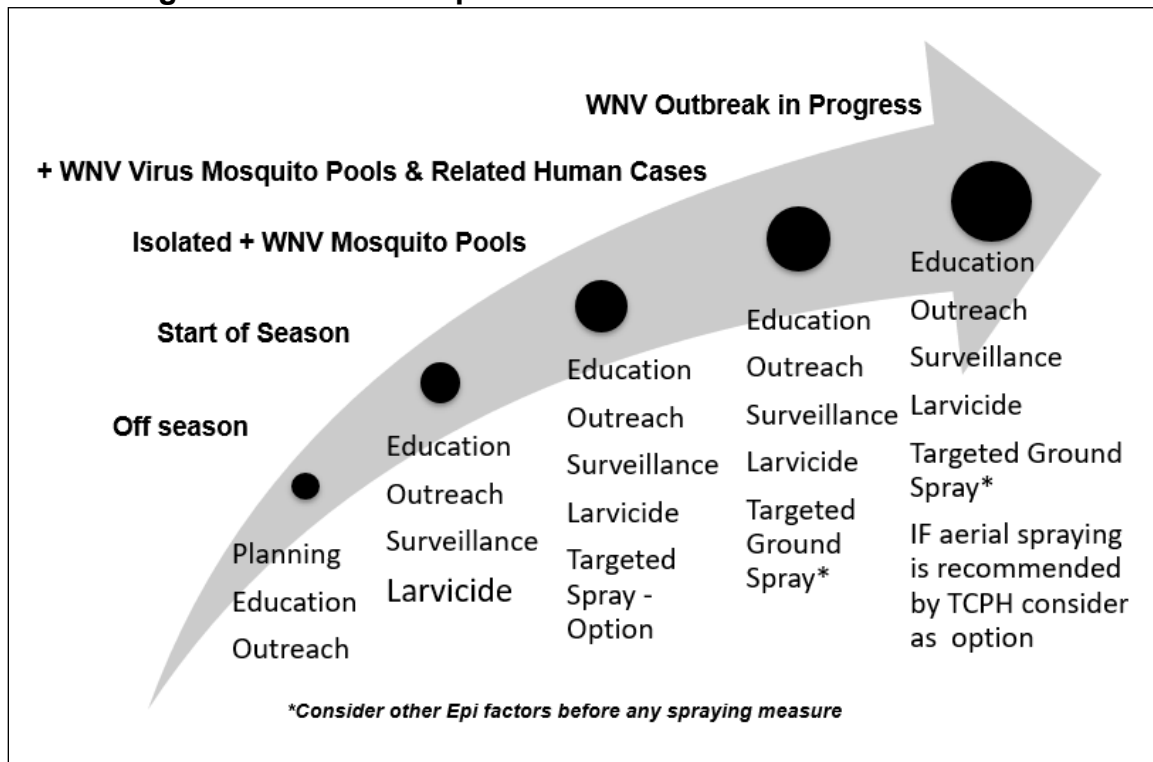 WNV Outbreak in Progress
+ WNV Virus Mosquito Pools & Related Human Cases
Isolated + WNV Mosquito Pools
Start of Season
Off season
Planning
Education
Outreach
Education
Outreach
Surveillance
Larvicide
Education
Outreach
Surveillance
Larvicide
Targeted
Spray -
Option
Education
Outreach
Surveillance
Larvicide
Targeted
Ground
Spray*
Education
Outreach
Surveillance
Larvicide
Targeted Ground
Spray*
IF aerial spraying
is recommended
by TCPH consider
as option
*Consider other Epi factors before any spraying measure